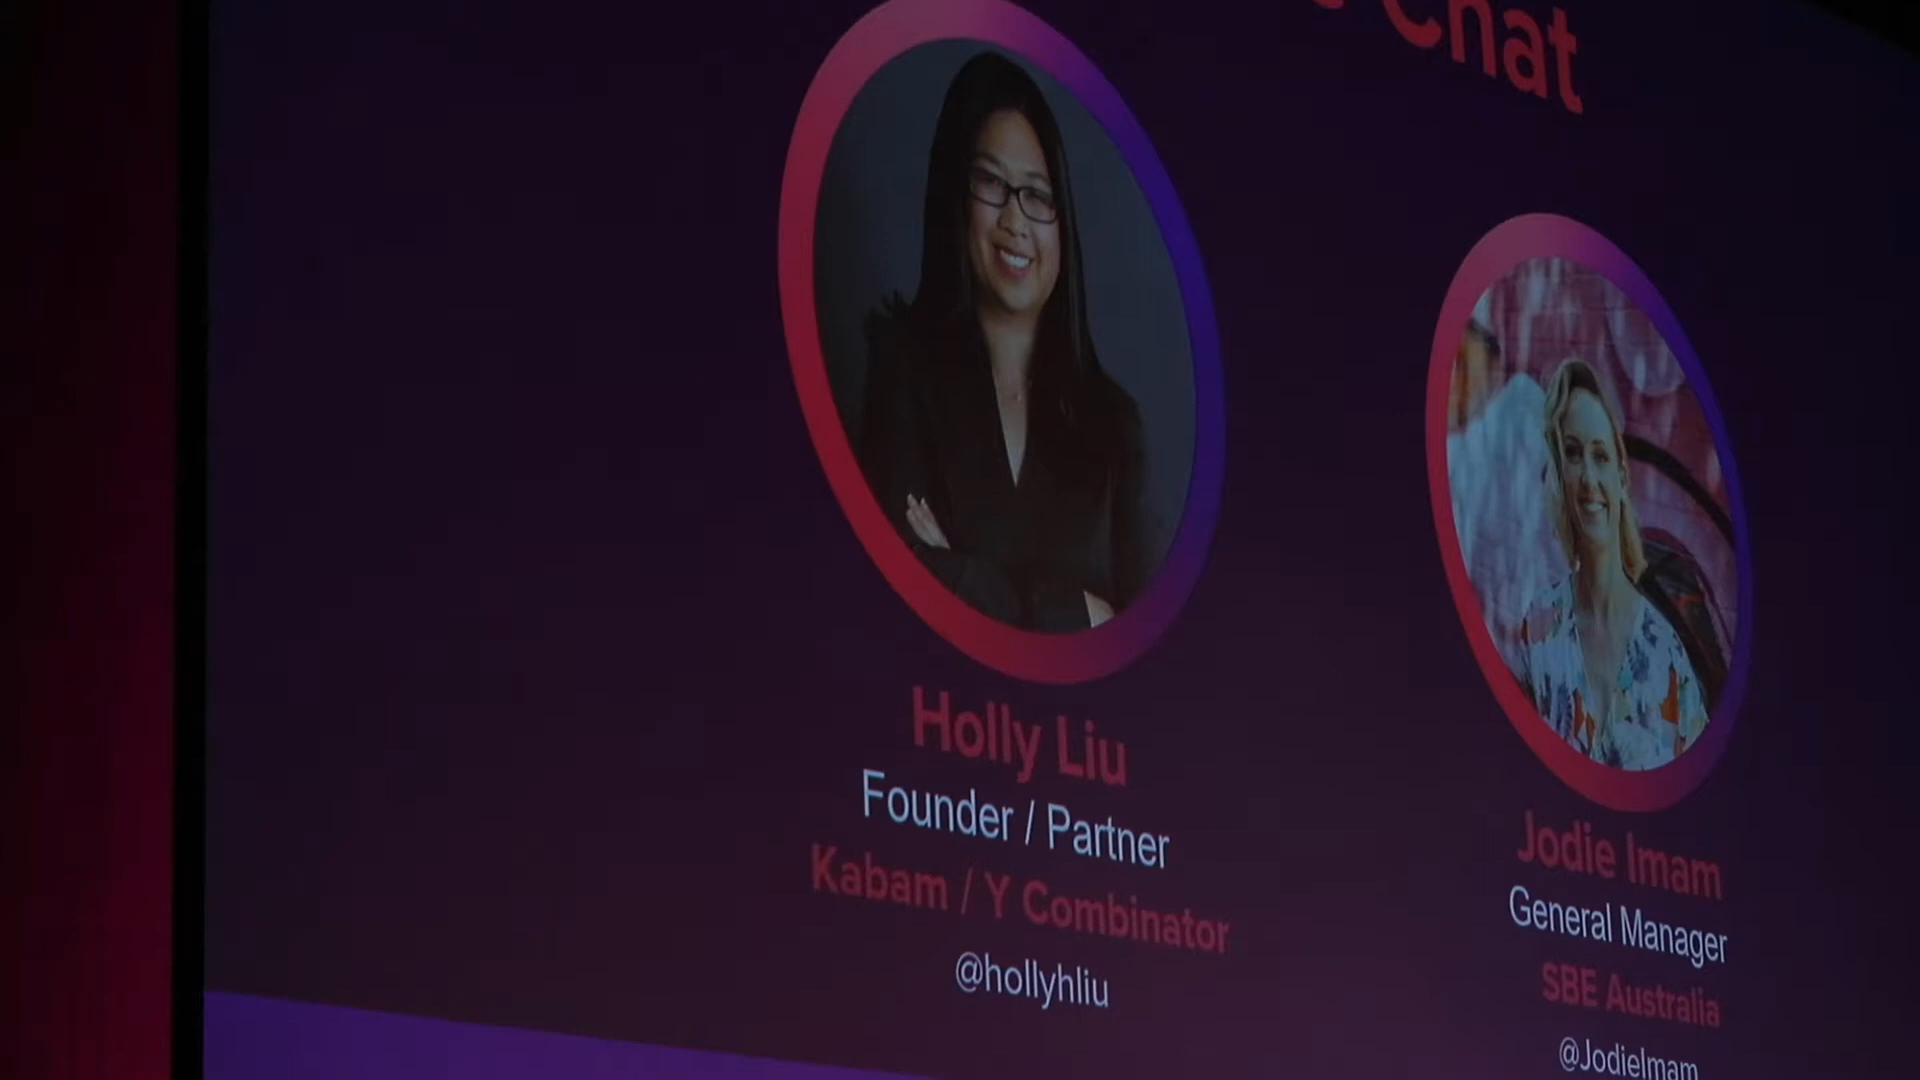 Chat
Holly Liu
Founder / Partner
Kabam / Y Combinator
@hollyhliu
Jodie Imam
General Manager
SBE Australia
@JodieImam